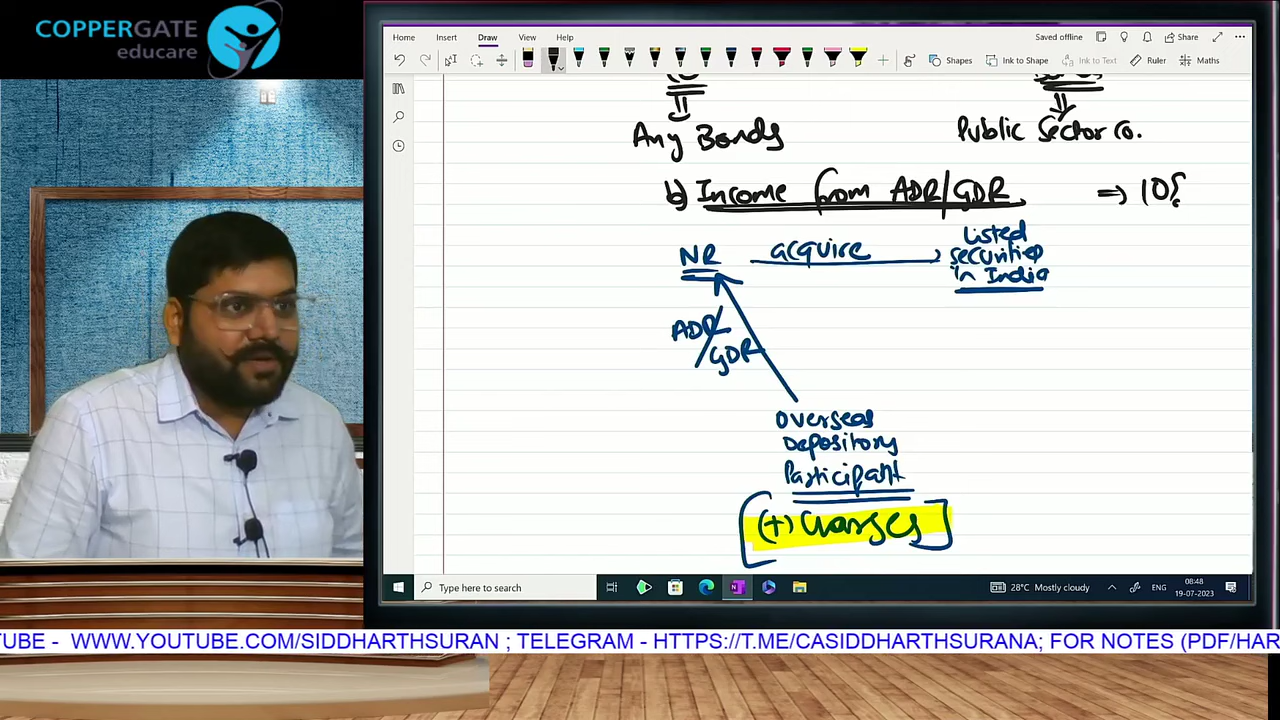 COPPERGATE
educare
Home Insert Draw View Help
Saved offline
Share
Shapes
Ink to Shape
Ink to Text
Ruler
Maths
Any Bonds
Public Sector Co.
b) Income from ADR/GDR ⇒ 10%
NR acquire
Listed
securities
in India
ADR/
GDR
Overseas
Depository
Participant
(+) Charges
Type here to search
28°C Mostly cloudy
ENG
08:48
19-07-2023
TUBE - WWW.YOUTUBE.COM/SIDDHARTHSURAN ; TELEGRAM - HTTPS://T.ME/CASIDDHARTHSURANA; FOR NOTES (PDF/HAR